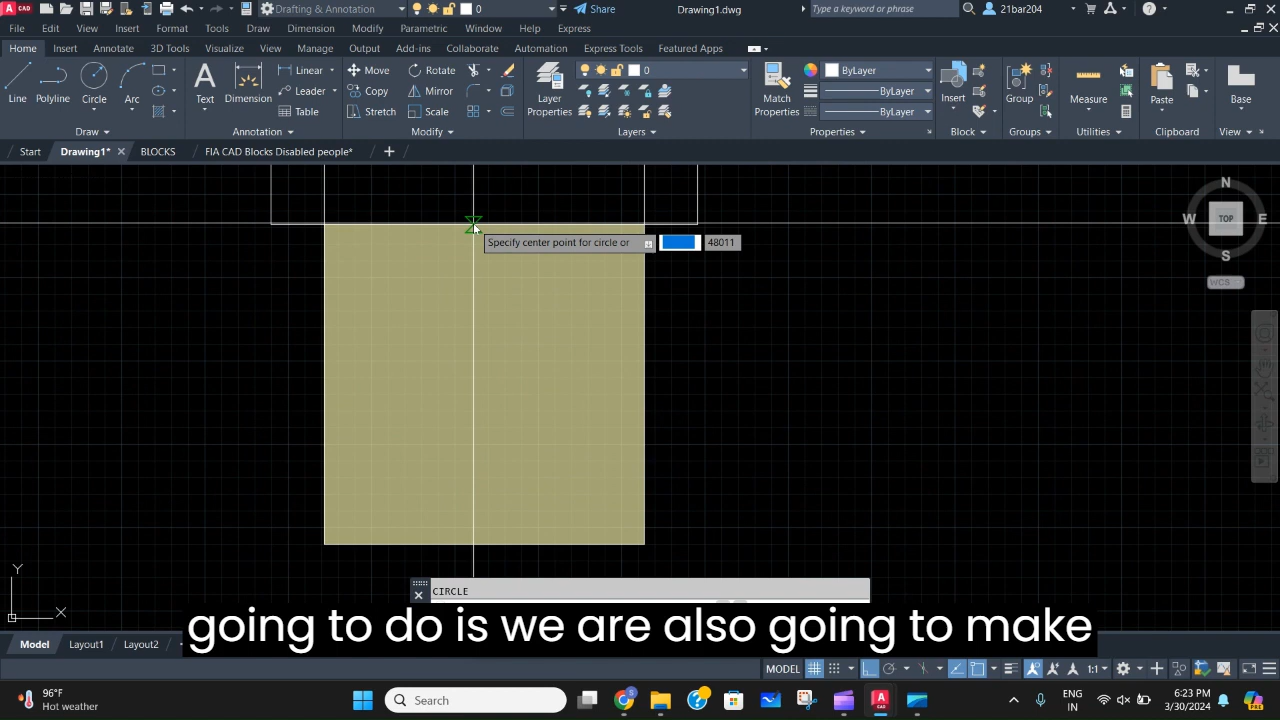 CAD
Drafting & Annotation
0
Share
Drawing1.dwg
Type a keyword or phrase
21bar204
File Edit View Insert Format Tools Draw Dimension Modify Parametric Window Help Express
Home Insert Annotate 3D Tools Visualize View Manage Output Add-ins Collaborate Automation Express Tools Featured Apps
Line Polyline Circle Arc
Text Dimension Linear Leader Table
Move Rotate
Copy Mirror
Stretch Scale
Layer Properties 0
Match Properties ByLayer
ByLayer
ByLayer
Insert Group Measure Paste Base
Draw Annotation Modify Layers Properties Block Groups Utilities Clipboard View
Start Drawing1* BLOCKS FIA CAD Blocks Disabled people*
N
W TOP E
S
WCS
Specify center point for circle or 48011
Y
X
CIRCLE
going to do is we are also going to make
Model Layout1 Layout2 MODEL 1:1
96°F
Hot weather
Search
ENG
IN
6:23 PM
3/30/2024